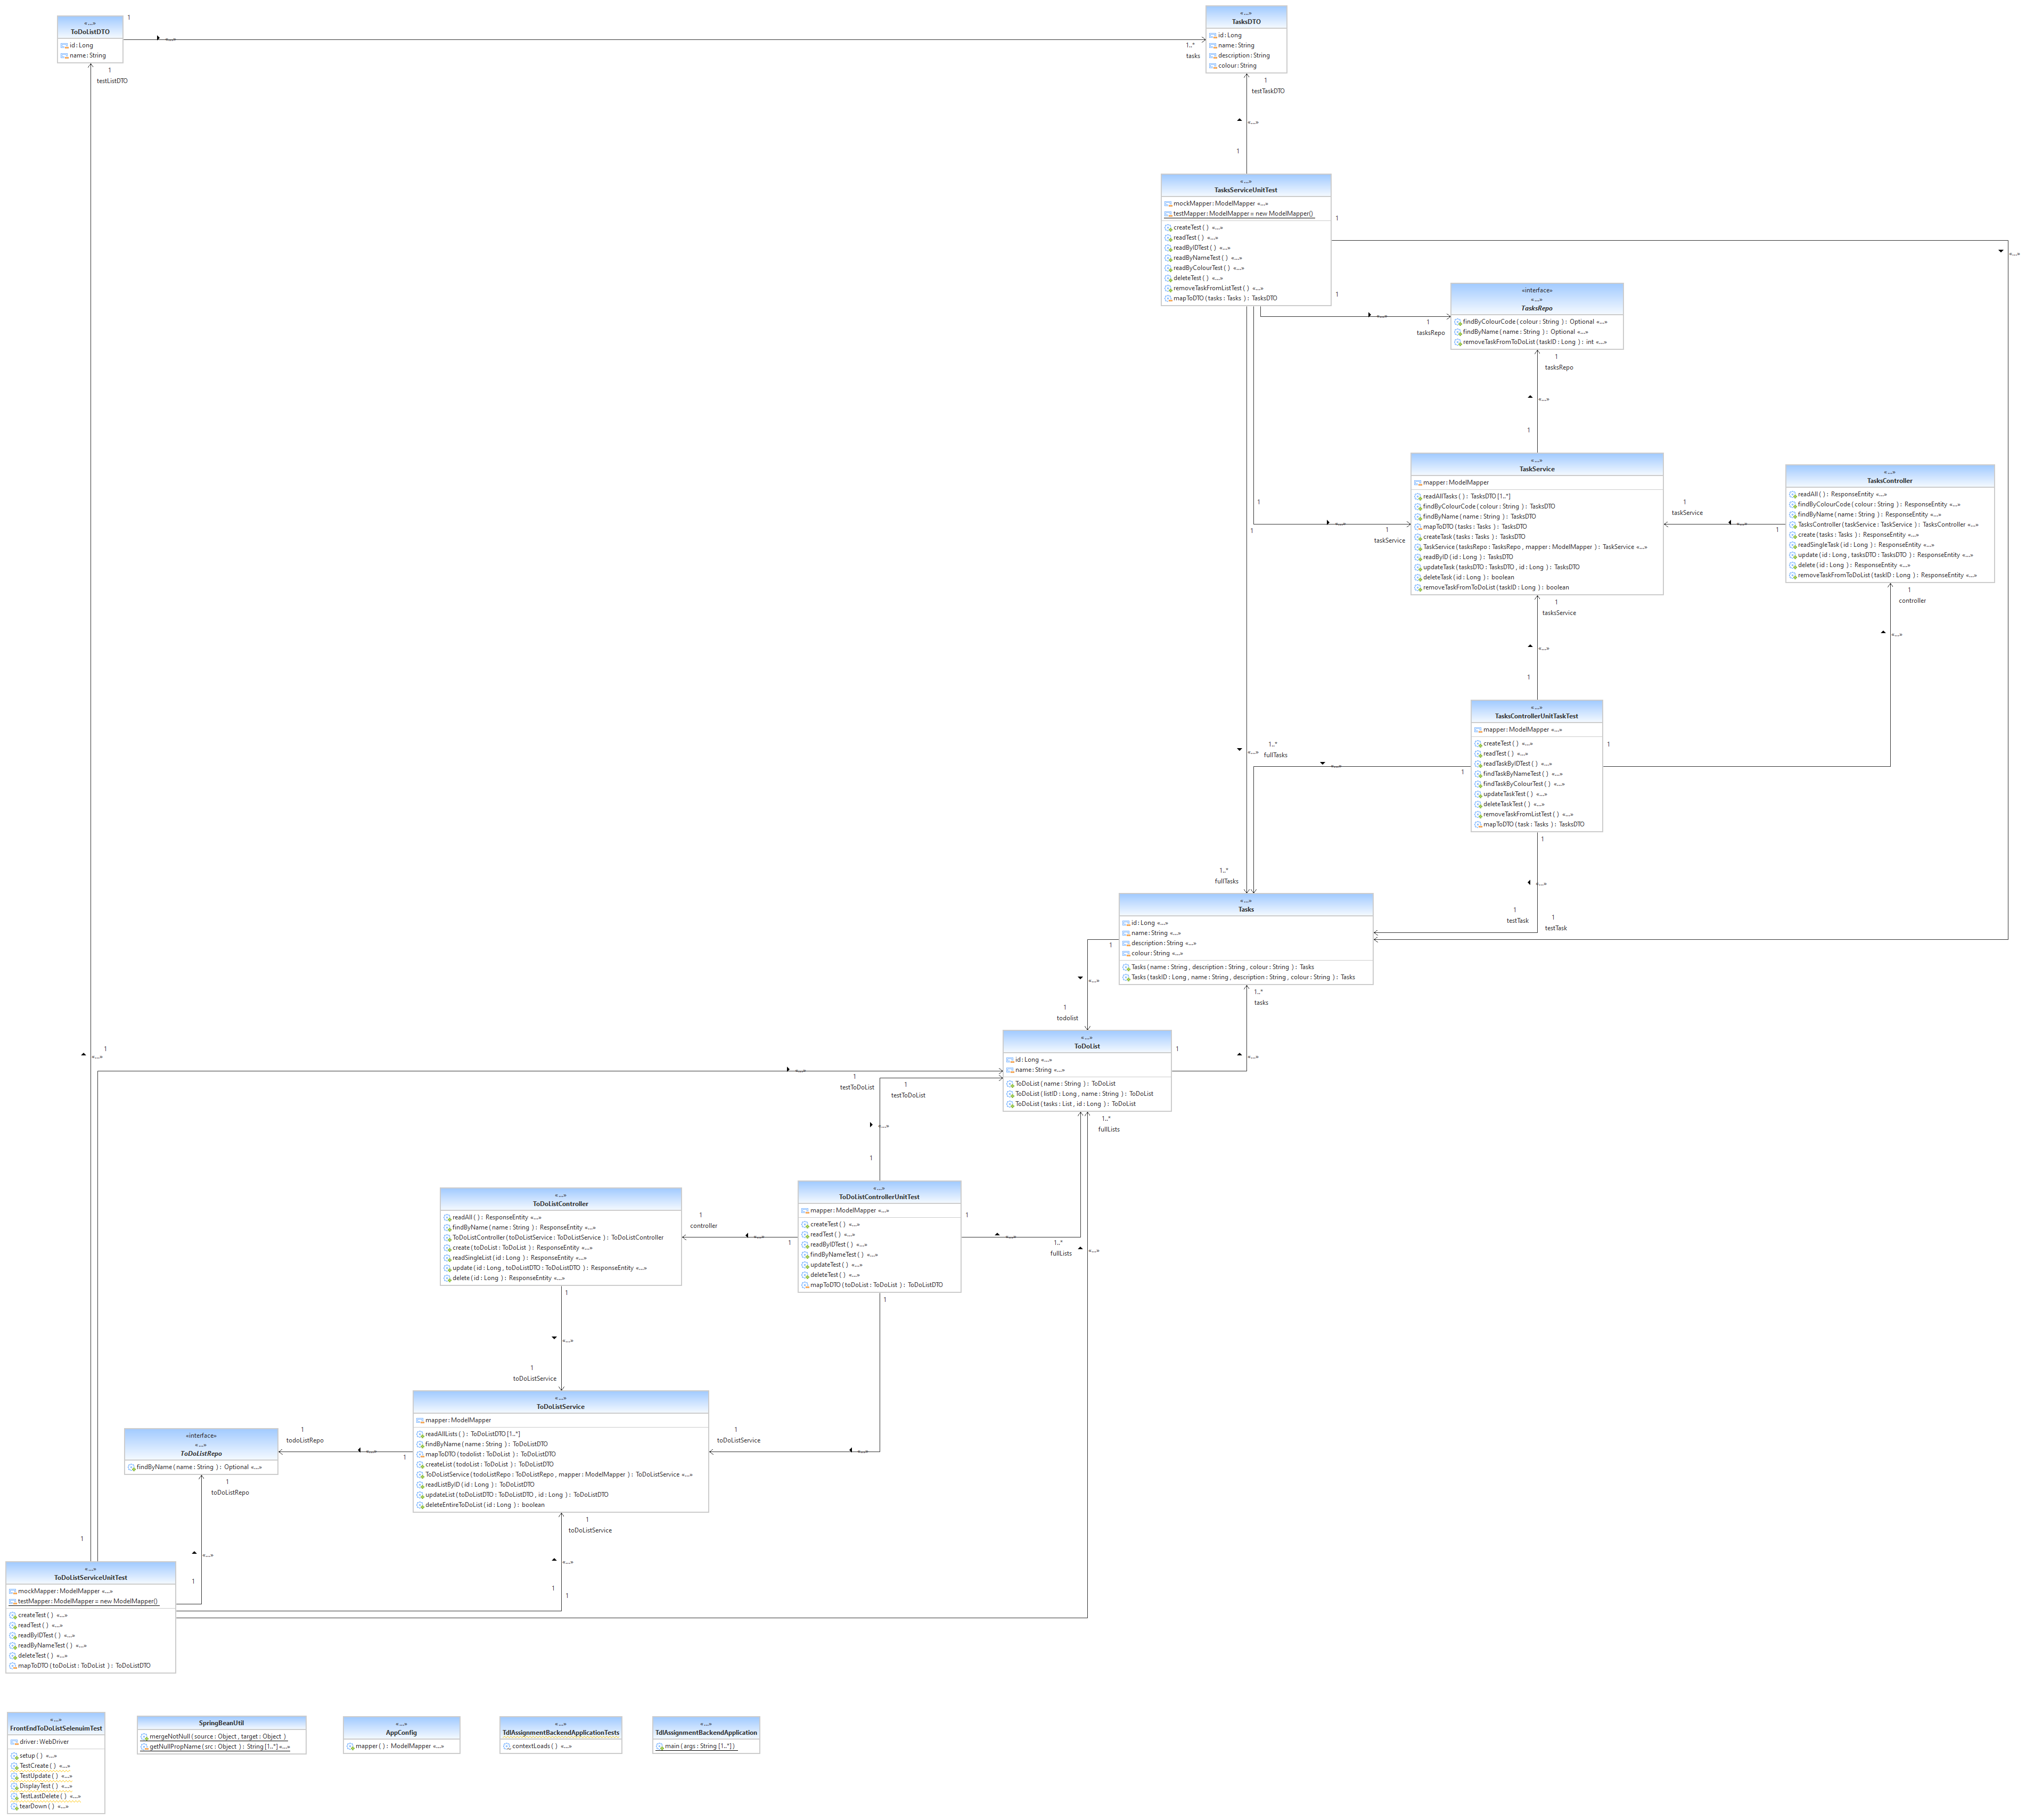 «...»
ToDoListDTO
id : Long
name : String
1
«...»
1..*
tasks
1
testListDTO
«...»
TasksDTO
id : Long
name : String
description : String
colour : String
1
testTaskDTO
«...»
1
«...»
TasksServiceUnitTest
mockMapper : ModelMapper «...»
testMapper : ModelMapper = new ModelMapper()
createTest ( ) «...»
readTest ( ) «...»
readByIDTest ( ) «...»
readByNameTest ( ) «...»
readByColourTest ( ) «...»
deleteTest ( ) «...»
removeTaskFromListTest ( ) «...»
mapToDTO ( tasks : Tasks ) : TasksDTO
1
«...»
1
«...»
1
tasksRepo
«interface»
«...»
TasksRepo
findByColourCode ( colour : String ) : Optional «...»
findByName ( name : String ) : Optional «...»
removeTaskFromToDoList ( taskID : Long ) : int «...»
1
tasksRepo
«...»
1
«...»
TaskService
mapper : ModelMapper
readAllTasks ( ) : TasksDTO [1..*]
findByColourCode ( colour : String ) : TasksDTO
findByName ( name : String ) : TasksDTO
mapToDTO ( tasks : Tasks ) : TasksDTO
createTask ( tasks : Tasks ) : TasksDTO
TaskService ( tasksRepo : TasksRepo , mapper : ModelMapper ) : TaskService «...»
readByID ( id : Long ) : TasksDTO
updateTask ( tasksDTO : TasksDTO , id : Long ) : TasksDTO
deleteTask ( id : Long ) : boolean
removeTaskFromToDoList ( taskID : Long ) : boolean
1
taskService
«...»
1
«...»
TasksController
readAll ( ) : ResponseEntity «...»
findByColourCode ( colour : String ) : ResponseEntity «...»
findByName ( name : String ) : ResponseEntity «...»
TasksController ( taskService : TaskService ) : TasksController «...»
create ( tasks : Tasks ) : ResponseEntity «...»
readSingleTask ( id : Long ) : ResponseEntity «...»
update ( id : Long , tasksDTO : TasksDTO ) : ResponseEntity «...»
delete ( id : Long ) : ResponseEntity «...»
removeTaskFromToDoList ( taskID : Long ) : ResponseEntity «...»
1
1
«...»
1
taskService
1
tasksService
1
controller
«...»
«...»
1
«...»
TasksControllerUnitTaskTest
mapper : ModelMapper «...»
createTest ( ) «...»
readTest ( ) «...»
readTaskByIDTest ( ) «...»
findTaskByNameTest ( ) «...»
findTaskByColourTest ( ) «...»
updateTaskTest ( ) «...»
deleteTaskTest ( ) «...»
removeTaskFromListTest ( ) «...»
mapToDTO ( task : Tasks ) : TasksDTO
1
«...»
1..*
fullTasks
«...»
1
1
«...»
1..*
fullTasks
1
testTask
1
testTask
«...»
Tasks
id : Long «...»
name : String «...»
description : String «...»
colour : String «...»
Tasks ( name : String , description : String , colour : String ) : Tasks
Tasks ( taskID : Long , name : String , description : String , colour : String ) : Tasks
1
«...»
1
todolist
1..*
tasks
«...»
1
«...»
ToDoList
id : Long «...»
name : String «...»
ToDoList ( name : String ) : ToDoList
ToDoList ( listID : Long , name : String ) : ToDoList
ToDoList ( tasks : List , id : Long ) : ToDoList
1
«...»
«...»
1
testToDoList
1
testToDoList
1..*
fullLists
«...»
1
«...»
ToDoListController
readAll ( ) : ResponseEntity «...»
findByName ( name : String ) : ResponseEntity «...»
ToDoListController ( toDoListService : ToDoListService ) : ToDoListController
create ( toDoList : ToDoList ) : ResponseEntity «...»
readSingleList ( id : Long ) : ResponseEntity «...»
update ( id : Long , toDoListDTO : ToDoListDTO ) : ResponseEntity «...»
delete ( id : Long ) : ResponseEntity «...»
1
controller
«...»
1
«...»
ToDoListControllerUnitTest
mapper : ModelMapper «...»
createTest ( ) «...»
readTest ( ) «...»
readByIDTest ( ) «...»
findByNameTest ( ) «...»
updateTest ( ) «...»
deleteTest ( ) «...»
mapToDTO ( toDoList : ToDoList ) : ToDoListDTO
1
«...»
1..*
fullLists
«...»
1
1
«...»
1
toDoListService
«...»
ToDoListService
mapper : ModelMapper
readAllLists ( ) : ToDoListDTO [1..*]
findByName ( name : String ) : ToDoListDTO
mapToDTO ( todolist : ToDoList ) : ToDoListDTO
createList ( todoList : ToDoList ) : ToDoListDTO
ToDoListService ( todoListRepo : ToDoListRepo , mapper : ModelMapper ) : ToDoListService «...»
readListByID ( id : Long ) : ToDoListDTO
updateList ( toDoListDTO : ToDoListDTO , id : Long ) : ToDoListDTO
deleteEntireToDoList ( id : Long ) : boolean
1
toDoListService
«...»
«interface»
«...»
ToDoListRepo
findByName ( name : String ) : Optional «...»
1
todoListRepo
«...»
1
1
toDoListRepo
«...»
1
1
toDoListService
«...»
1
1
1
«...»
ToDoListServiceUnitTest
mockMapper : ModelMapper «...»
testMapper : ModelMapper = new ModelMapper()
createTest ( ) «...»
readTest ( ) «...»
readByIDTest ( ) «...»
readByNameTest ( ) «...»
deleteTest ( ) «...»
mapToDTO ( toDoList : ToDoList ) : ToDoListDTO
«...»
FrontEndToDoListSelenuimTest
driver : WebDriver
setup ( ) «...»
TestCreate ( ) «...»
TestUpdate ( ) «...»
DisplayTest ( ) «...»
TestLastDelete ( ) «...»
tearDown ( ) «...»
SpringBeanUtil
mergeNotNull ( source : Object , target : Object )
getNullPropName ( src : Object ) : String [1..*] «...»
«...»
AppConfig
mapper ( ) : ModelMapper «...»
«...»
TdlAssignmentBackendApplicationTests
contextLoads ( ) «...»
«...»
TdlAssignmentBackendApplication
main ( args : String [1..*] )